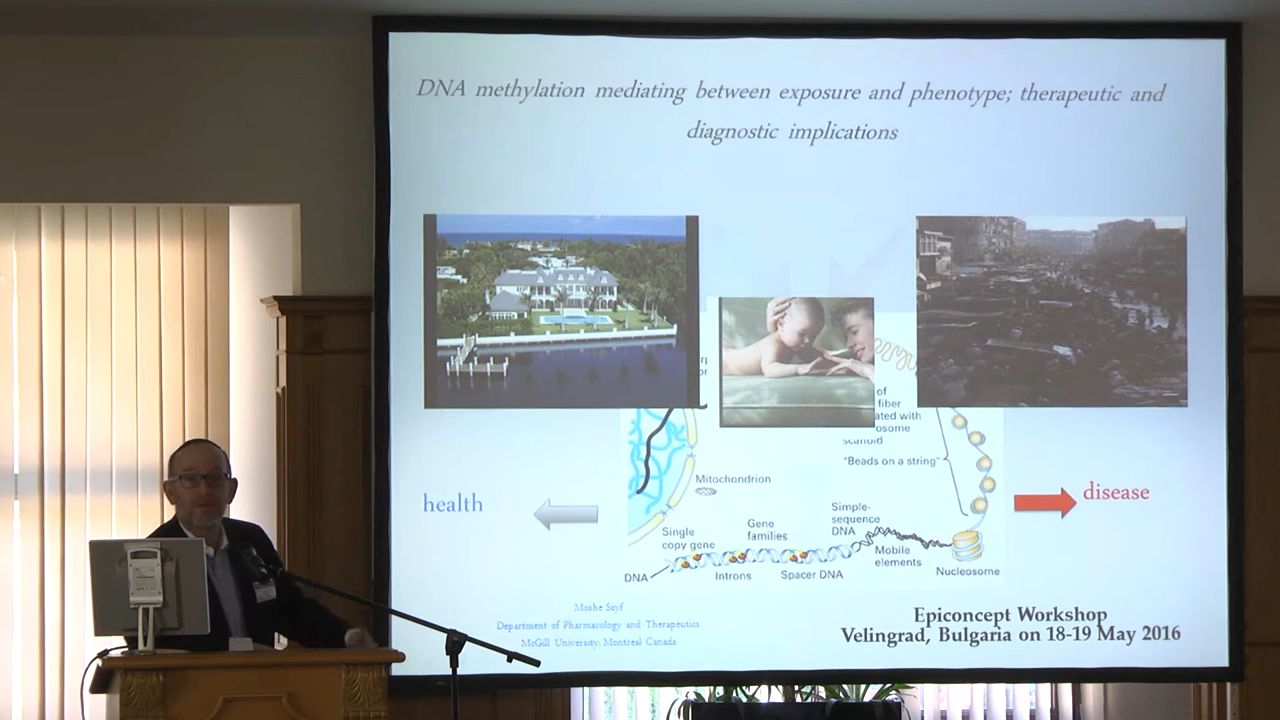 DNA methylation mediating between exposure and phenotype; therapeutic and
diagnostic implications
of
fiber
ated with
osome
scaffold
"Beads on a string"
Mitochondrion
health
disease
Single
copy gene
Gene
families
Simple-
sequence
DNA
Mobile
elements
DNA
Introns
Spacer DNA
Nucleosome
Moshe Szyf
Department of Pharmacology and Therapeutics
McGill University, Montreal Canada
Epiconcept Workshop
Velingrad, Bulgaria on 18-19 May 2016